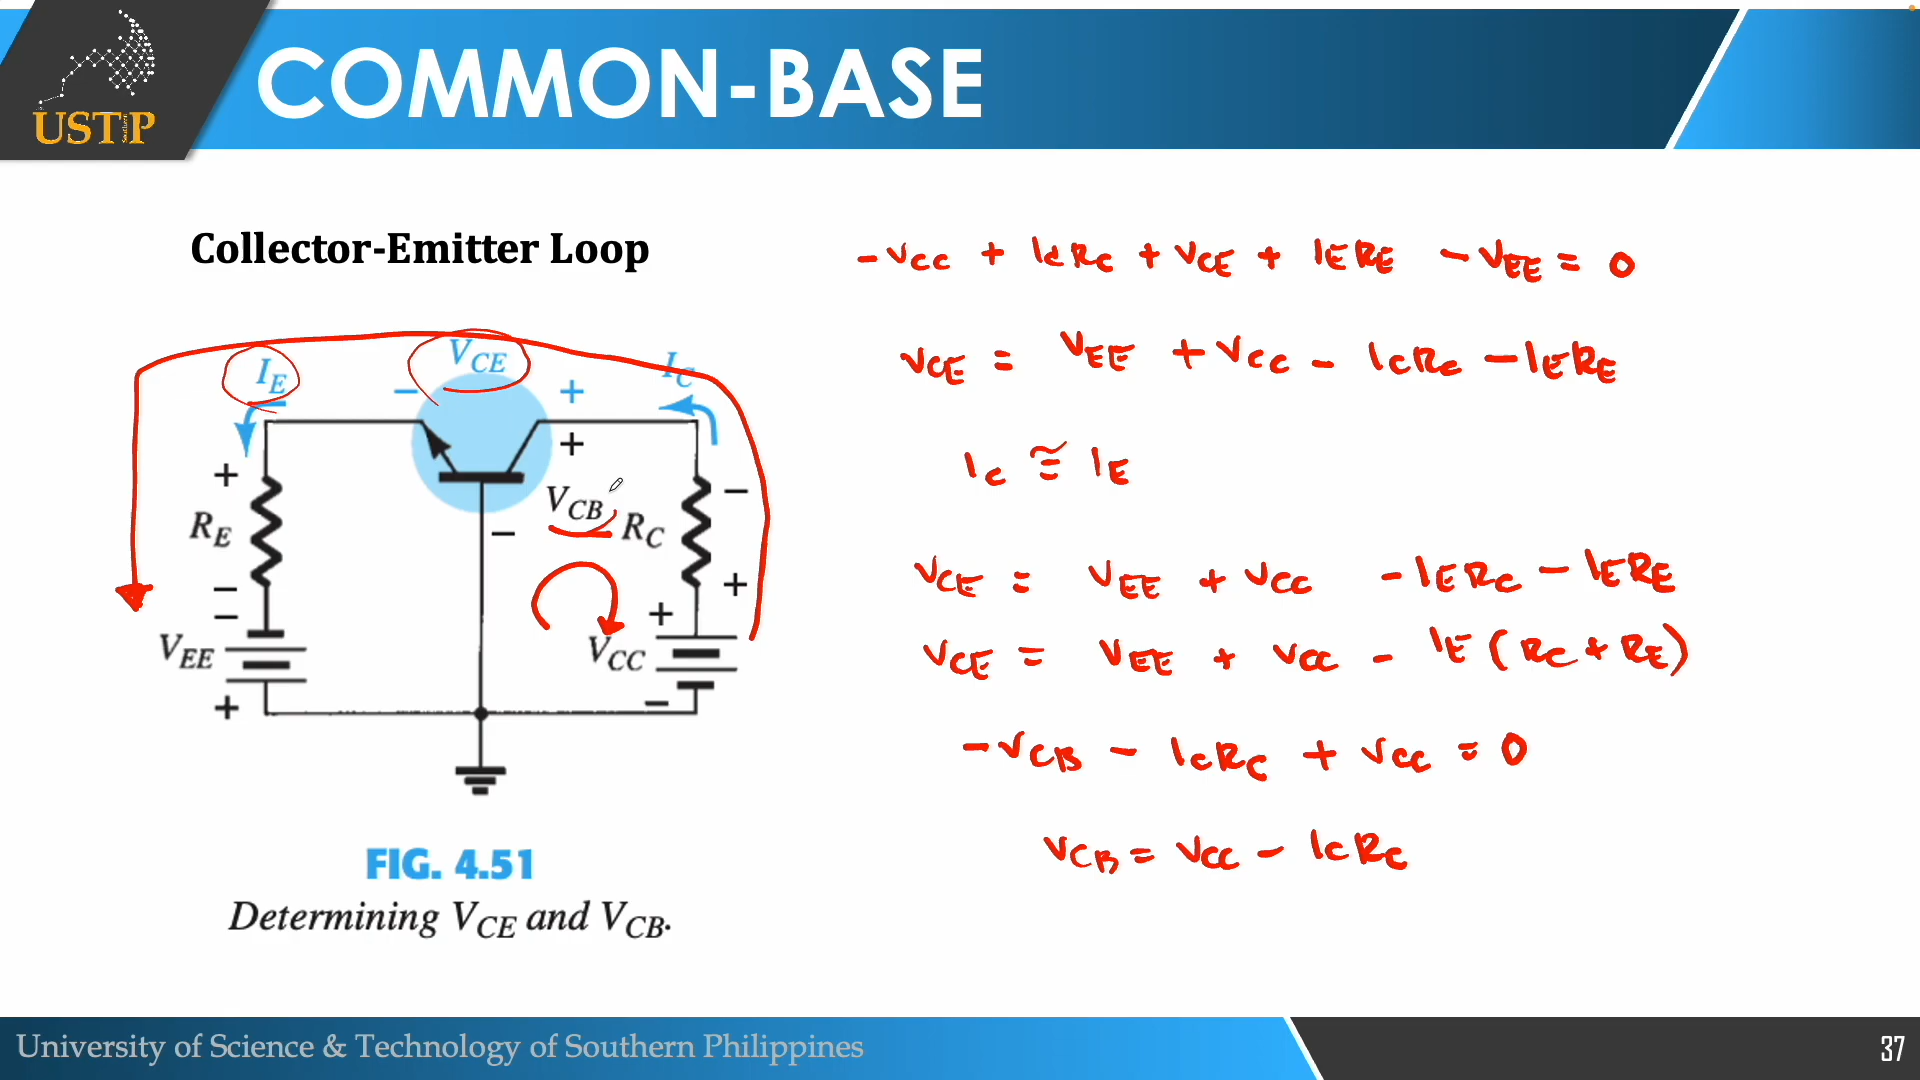 COMMON-BASE
USTP
Collector-Emitter Loop
-VCC + ICRC + VCE + IERE - VEE = 0
VCE = VEE + VCC - ICRC - IERE
IC ≅ IE
VCE = VEE + VCC - IERC - IERE
VCE = VEE + VCC - IE (RC + RE)
-VCB - ICRC + VCC = 0
VCB = VCC - ICRC
IE
VCE
IC
- +
+
+
-
VCB
RE
RC
-
-
+
-
+
VEE
VCC
+
-
FIG. 4.51
Determining VCE and VCB.
University of Science & Technology of Southern Philippines
37